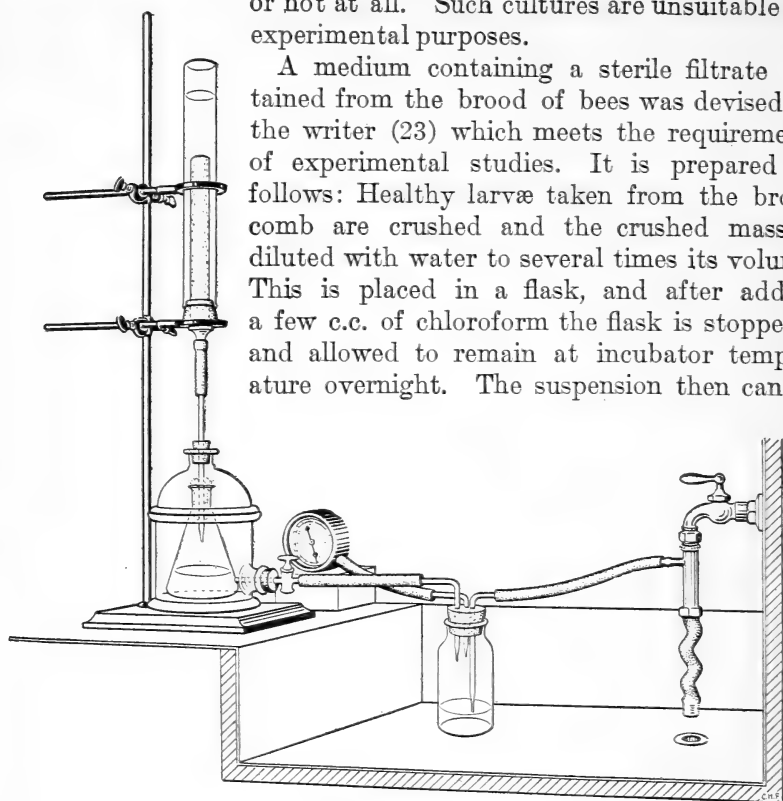 or not at all. Such cultures are unsuitable
experimental purposes.
A medium containing a sterile filtrate
tained from the brood of bees was devised
the writer (23) which meets the requireme
of experimental studies. It is prepared
follows: Healthy larvæ taken from the bro
comb are crushed and the crushed mass
diluted with water to several times its volu
This is placed in a flask, and after add
a few c.c. of chloroform the flask is stoppe
and allowed to remain at incubator temp
ature overnight. The suspension then can